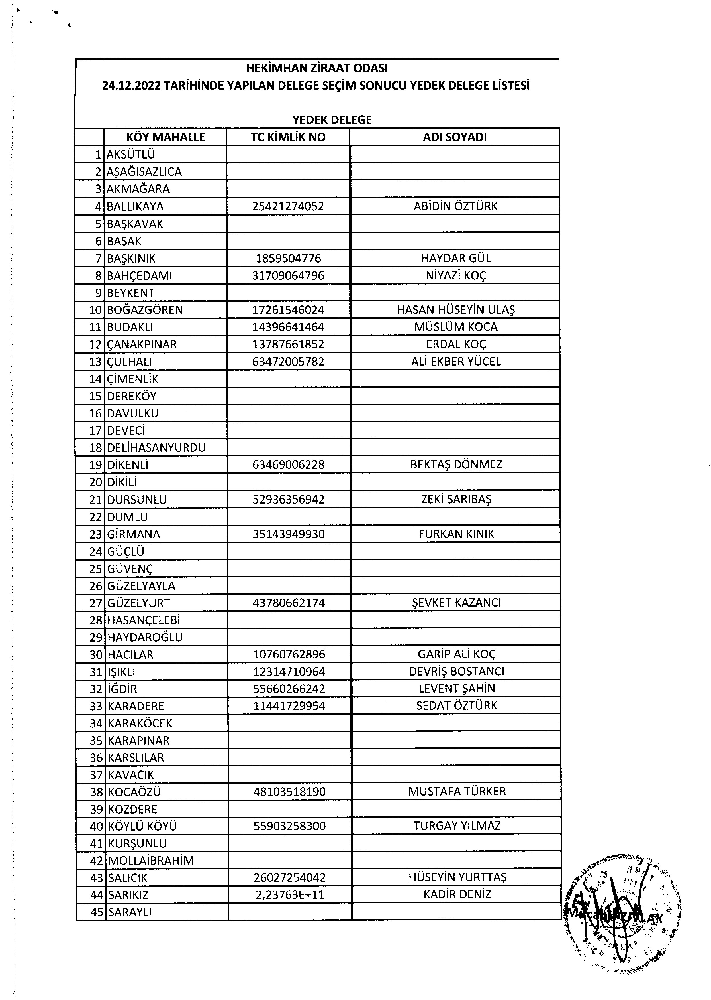 HEKİMHAN ZİRAAT ODASI
24.12.2022 TARİHİNDE YAPILAN DELEGE SEÇİM SONUCU YEDEK DELEGE LİSTESİ
YEDEK DELEGE
KÖY MAHALLE TC KİMLİK NO ADI SOYADI
1 AKSÜTLÜ
2 AŞAĞISAZLICA
3 AKMAĞARA
4 BALLIKAYA 25421274052 ABİDİN ÖZTÜRK
5 BAŞKAVAK
6 BASAK
7 BAŞKINIK 1859504776 HAYDAR GÜL
8 BAHÇEDAMI 31709064796 NİYAZİ KOÇ
9 BEYKENT
10 BOĞAZGÖREN 17261546024 HASAN HÜSEYİN ULAŞ
11 BUDAKLI 14396641464 MÜSLÜM KOCA
12 ÇANAKPINAR 13787661852 ERDAL KOÇ
13 ÇULHALI 63472005782 ALİ EKBER YÜCEL
14 ÇİMENLİK
15 DEREKÖY
16 DAVULKU
17 DEVECİ
18 DELİHASANYURDU
19 DİKENLİ 63469006228 BEKTAŞ DÖNMEZ
20 DİKİLİ
21 DURSUNLU 52936356942 ZEKİ SARIBAŞ
22 DUMLU
23 GİRMANA 35143949930 FURKAN KINIK
24 GÜÇLÜ
25 GÜVENÇ
26 GÜZELYAYLA
27 GÜZELYURT 43780662174 ŞEVKET KAZANCI
28 HASANÇELEBİ
29 HAYDAROĞLU
30 HACILAR 10760762896 GARİP ALİ KOÇ
31 IŞIKLI 12314710964 DEVRİŞ BOSTANCI
32 İĞDİR 55660266242 LEVENT ŞAHİN
33 KARADERE 11441729954 SEDAT ÖZTÜRK
34 KARAKÖCEK
35 KARAPINAR
36 KARSLILAR
37 KAVACIK
38 KOCAÖZÜ 48103518190 MUSTAFA TÜRKER
39 KOZDERE
40 KÖYLÜ KÖYÜ 55903258300 TURGAY YILMAZ
41 KURŞUNLU
42 MOLLAİBRAHİM
43 SALICIK 26027254042 HÜSEYİN YURTTAŞ
44 SARIKIZ 2,23763E+11 KADİR DENİZ
45 SARAYLI